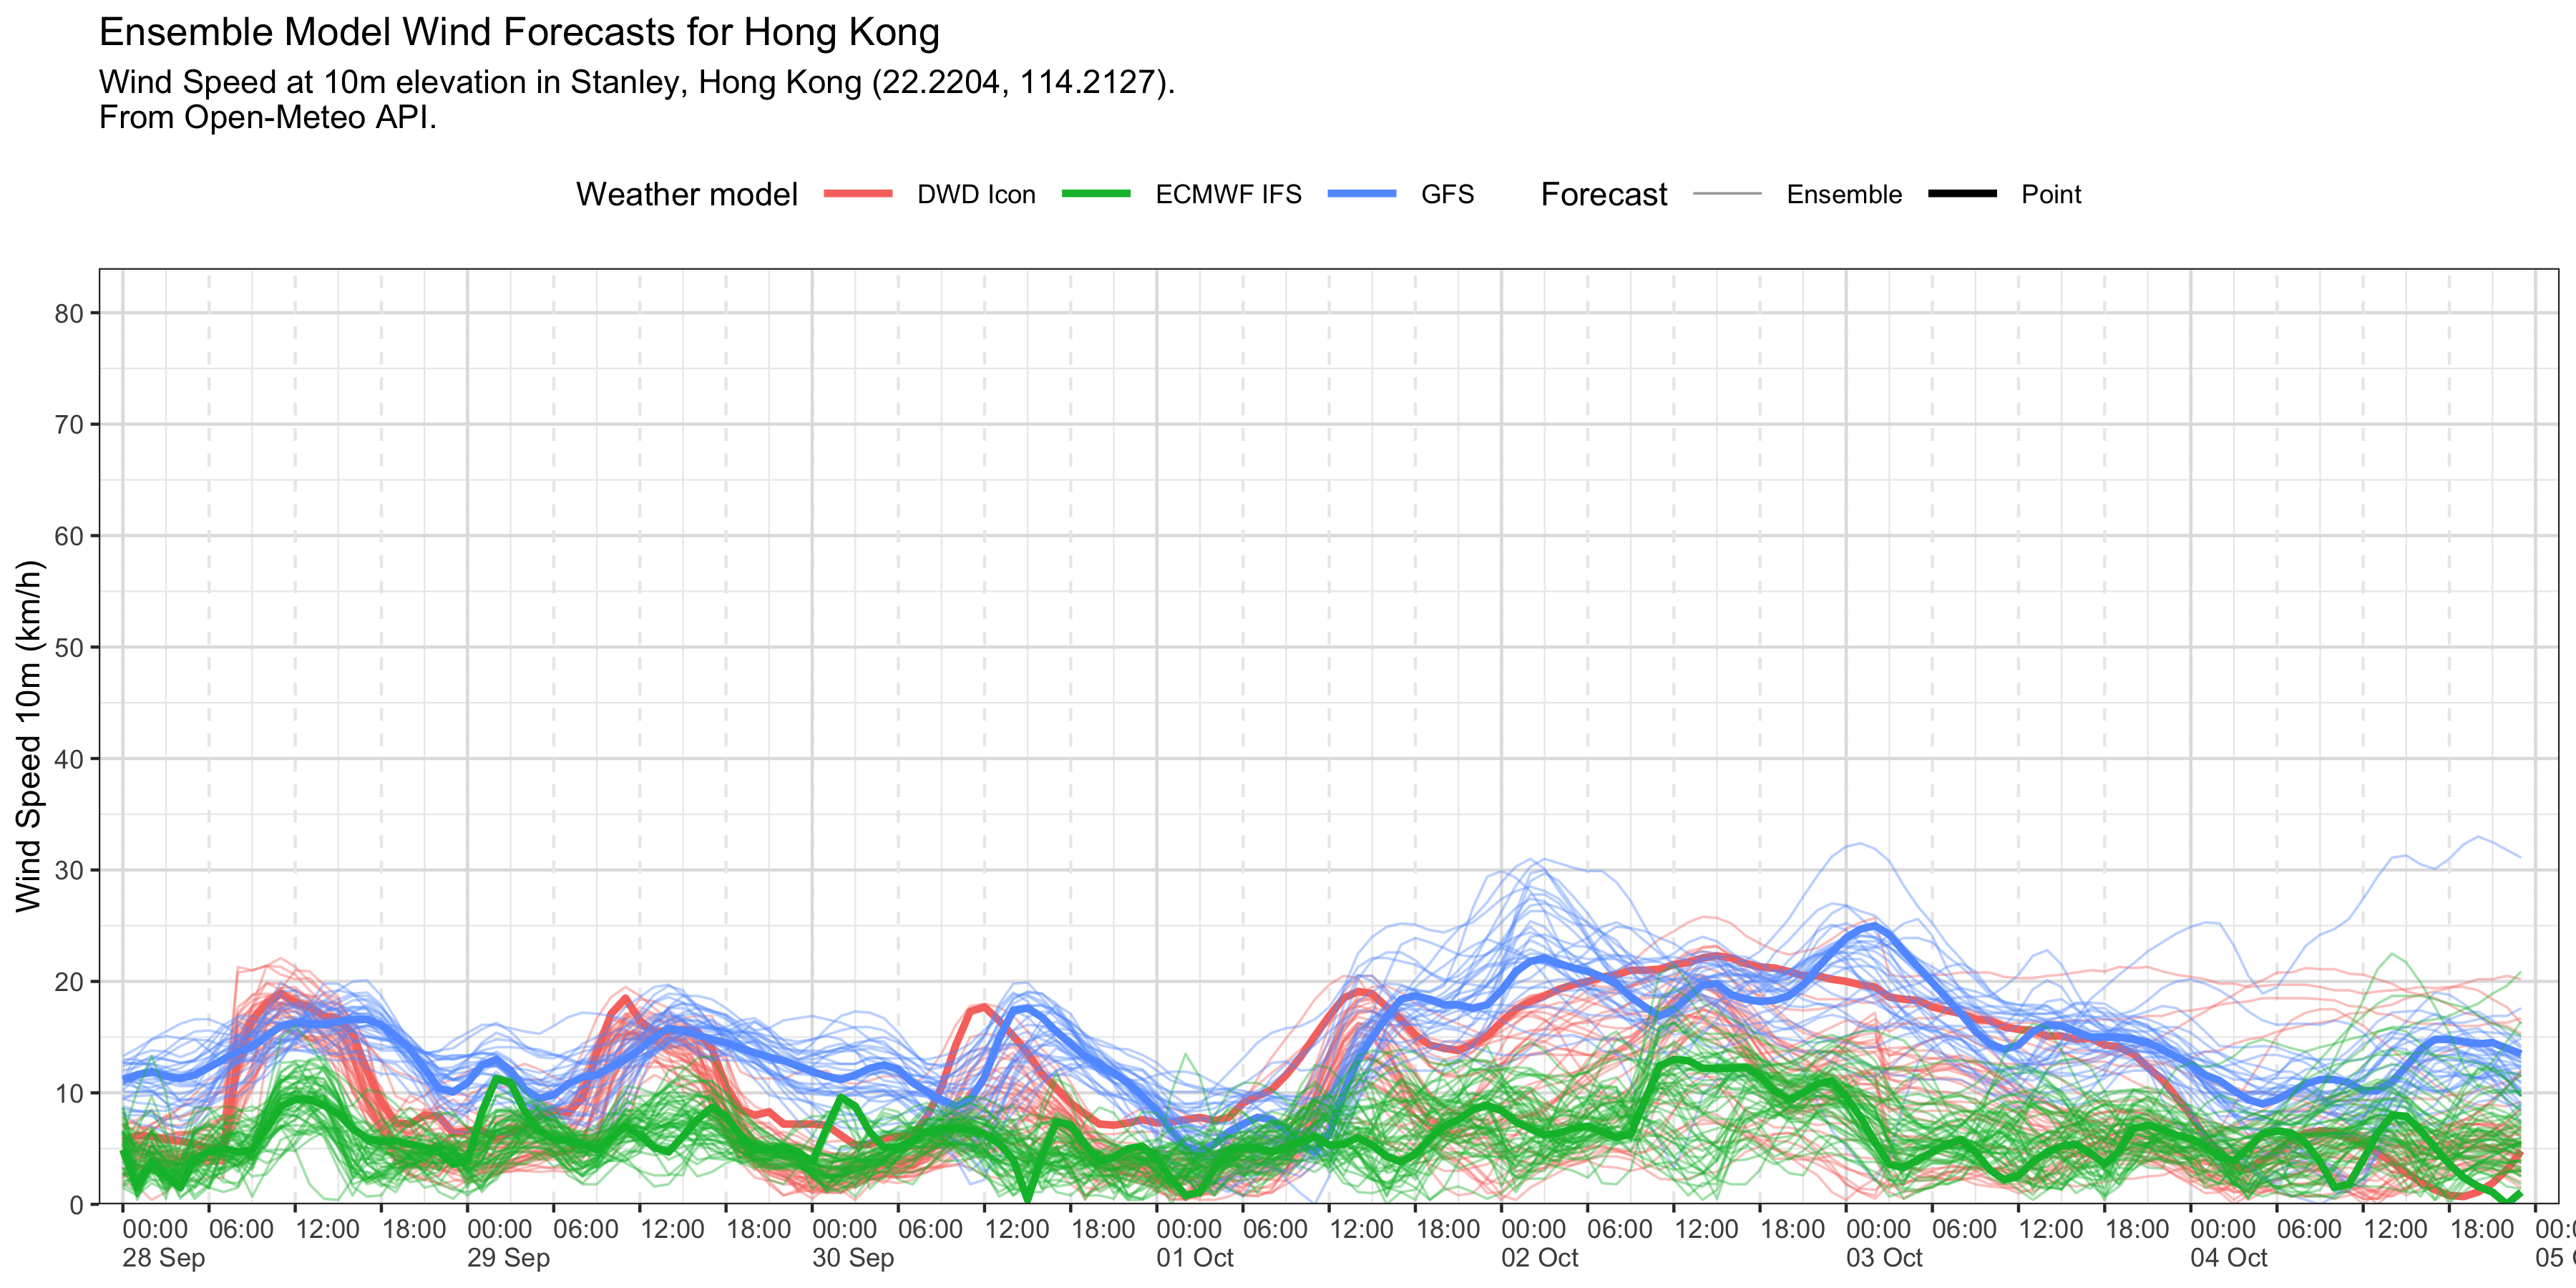 Ensemble Model Wind Forecasts for Hong Kong
Wind Speed at 10m elevation in Stanley, Hong Kong (22.2204, 114.2127).
From Open-Meteo API.
Weather model DWD Icon ECMWF IFS GFS Forecast Ensemble Point
Wind Speed 10m (km/h)
80
70
60
50
40
30
20
10
0
00:00 06:00 12:00 18:00 00:00 06:00 12:00 18:00 00:00 06:00 12:00 18:00 00:00 06:00 12:00 18:00 00:00 06:00 12:00 18:00 00:00 06:00 12:00 18:00 00:00 06:00 12:00 18:00 00:0
28 Sep 29 Sep 30 Sep 01 Oct 02 Oct 03 Oct 04 Oct 05